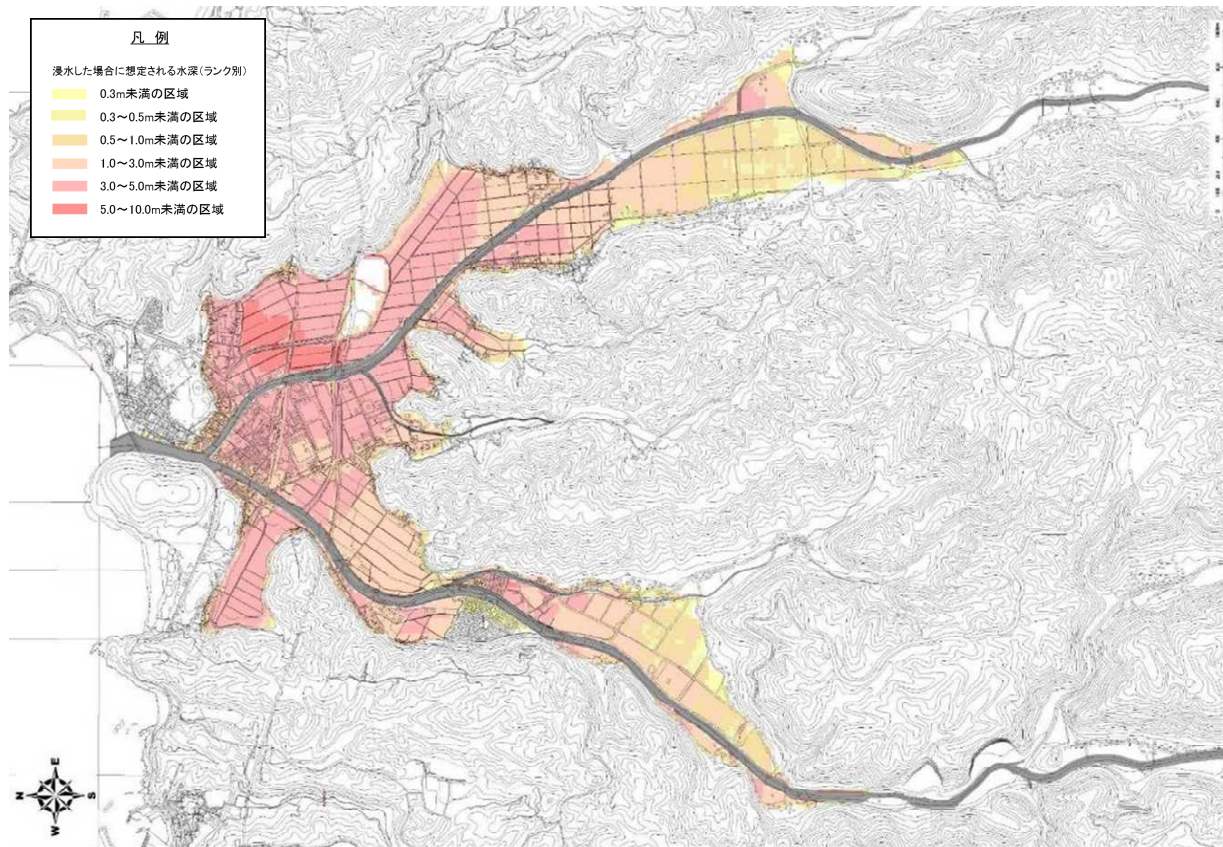 凡 例
浸水した場合に想定される水深(ランク別)
0.3m未満の区域
0.3～0.5m未満の区域
0.5～1.0m未満の区域
1.0～3.0m未満の区域
3.0～5.0m未満の区域
5.0～10.0m未満の区域
E
N
S
W